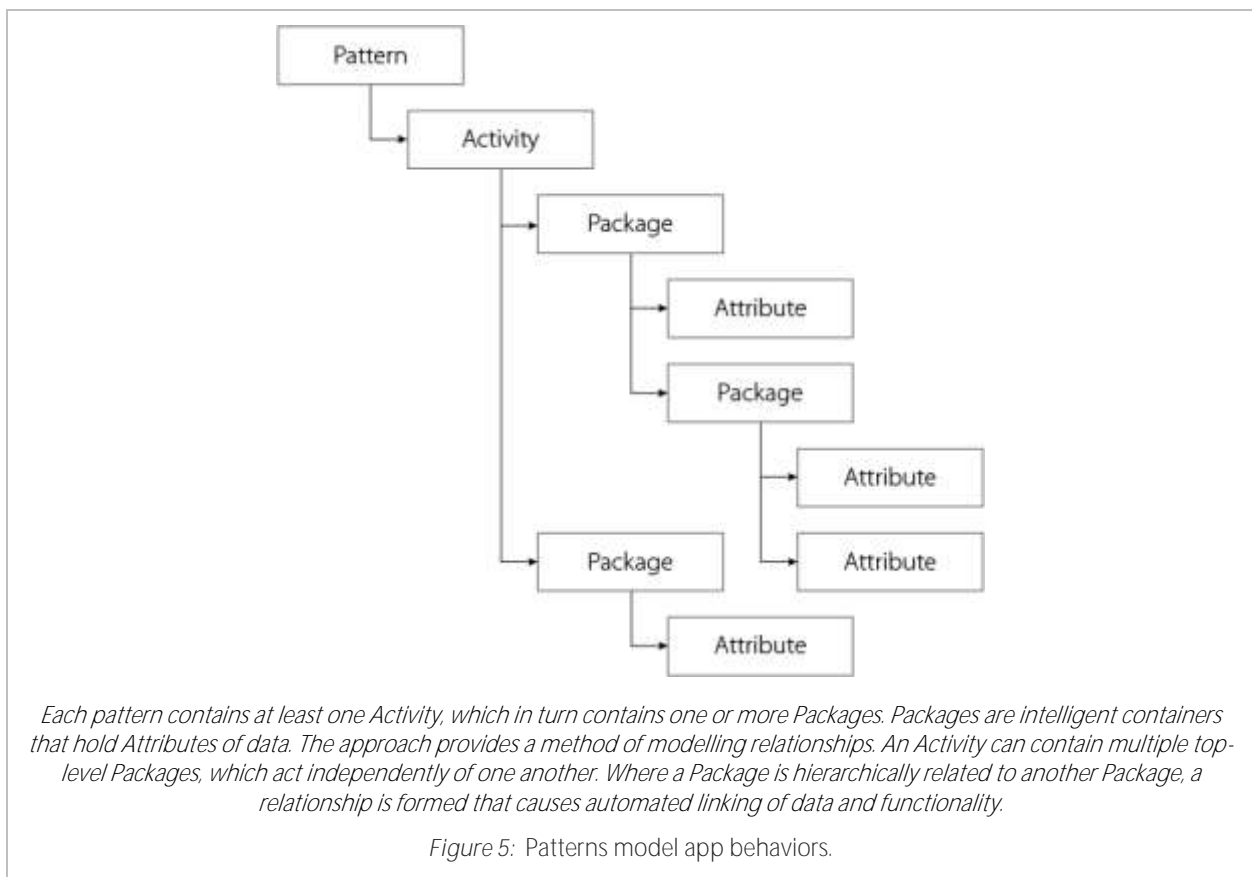 Pattern
Activity
Package
Attribute
Package
Attribute
Attribute
Package
Attribute
Each pattern contains at least one Activity, which in turn contains one or more Packages. Packages are intelligent containers
that hold Attributes of data. The approach provides a method of modelling relationships. An Activity can contain multiple top-
level Packages, which act independently of one another. Where a Package is hierarchically related to another Package, a
relationship is formed that causes automated linking of data and functionality.
Figure 5: Patterns model app behaviors.